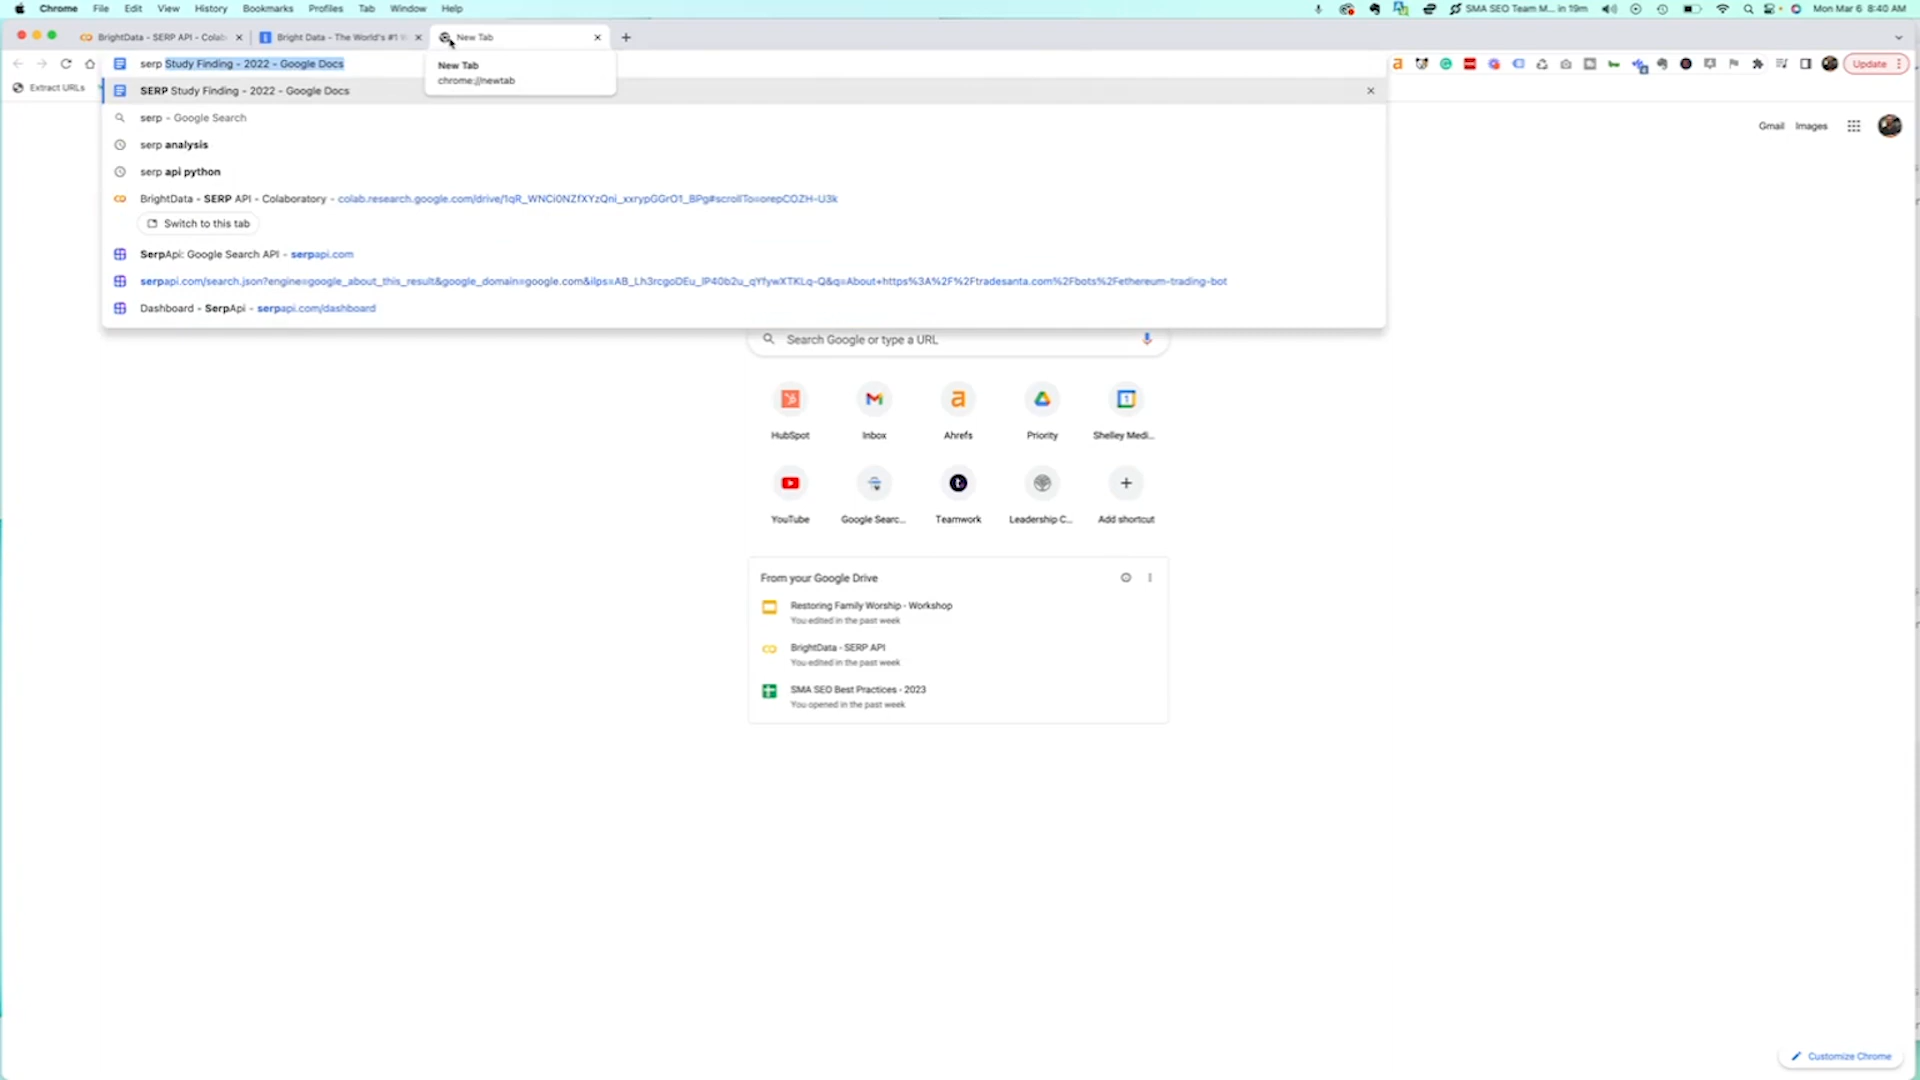 Chrome File Edit View History Bookmarks Profiles Tab Window Help SMA SEO Team M... in 19m Mon Mar 6 8:40 AM
BrightData - SERP API - Colab Bright Data - The World's #1 New Tab
serp Study Finding - 2022 - Google Docs Update
New Tab
chrome://newtab
Extract URLs
SERP Study Finding - 2022 - Google Docs
serp - Google Search
Gmail Images
serp analysis
serp api python
BrightData - SERP API - Colaboratory - colab.research.google.com/drive/1qR_WNCi0NZfXYzQni_xxrypGGrO1_BPg#scrollTo=orepCOZH-U3k
Switch to this tab
SerpApi: Google Search API - serpapi.com
serpapi.com/search.json?engine=google_about_this_result&google_domain=google.com&ilps=AB_Lh3rcgoDEu_IP40b2u_qYfywXTKLq-Q&q=About+https%3A%2F%2Ftradesanta.com%2Fbots%2Fethereum-trading-bot
Dashboard - SerpApi - serpapi.com/dashboard
Search Google or type a URL
HubSpot Inbox Ahrefs Priority Shelley Medi...
YouTube Google Searc... Teamwork Leadership C... Add shortcut
From your Google Drive
Restoring Family Worship - Workshop
You edited in the past week
BrightData - SERP API
You edited in the past week
SMA SEO Best Practices - 2023
You opened in the past week
Customize Chrome